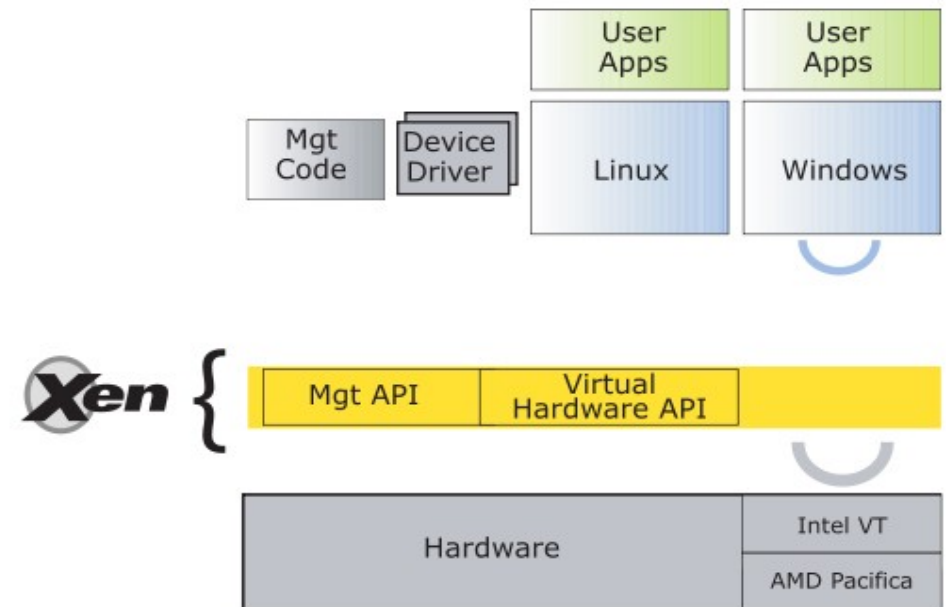 User
Apps
User
Apps
Mgt
Code
Device
Driver
Linux
Windows
Xen
{
Mgt API
Virtual
Hardware API
Hardware
Intel VT
AMD Pacifica